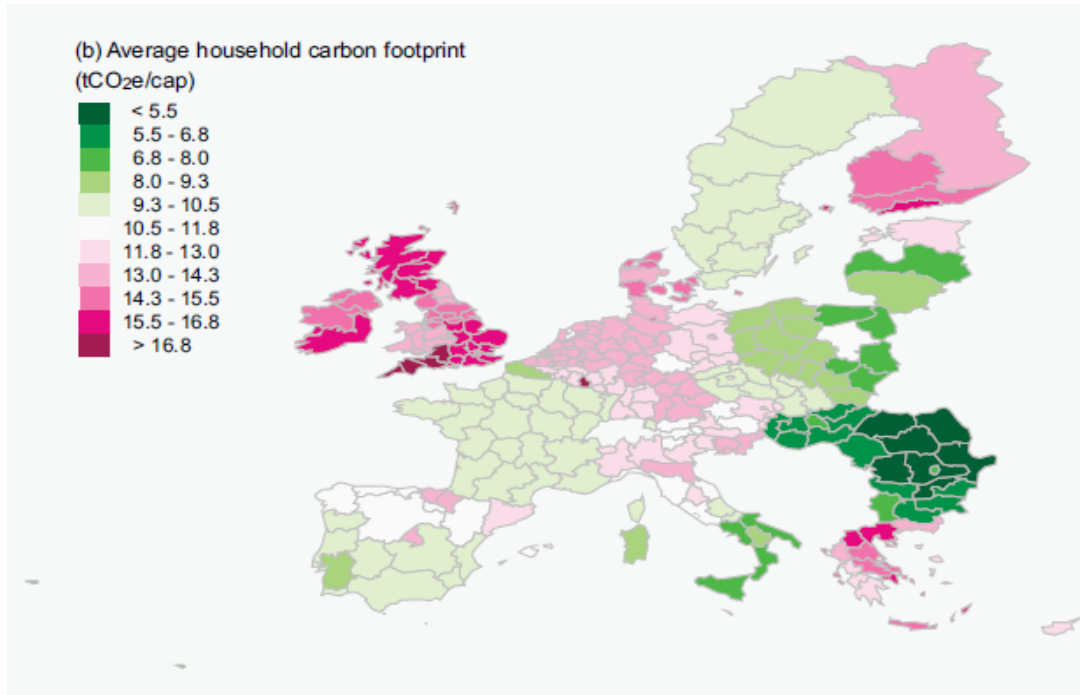 (b) Average household carbon footprint
(tCO2e/cap)
< 5.5
5.5 - 6.8
6.8 - 8.0
8.0 - 9.3
9.3 - 10.5
10.5 - 11.8
11.8 - 13.0
13.0 - 14.3
14.3 - 15.5
15.5 - 16.8
> 16.8